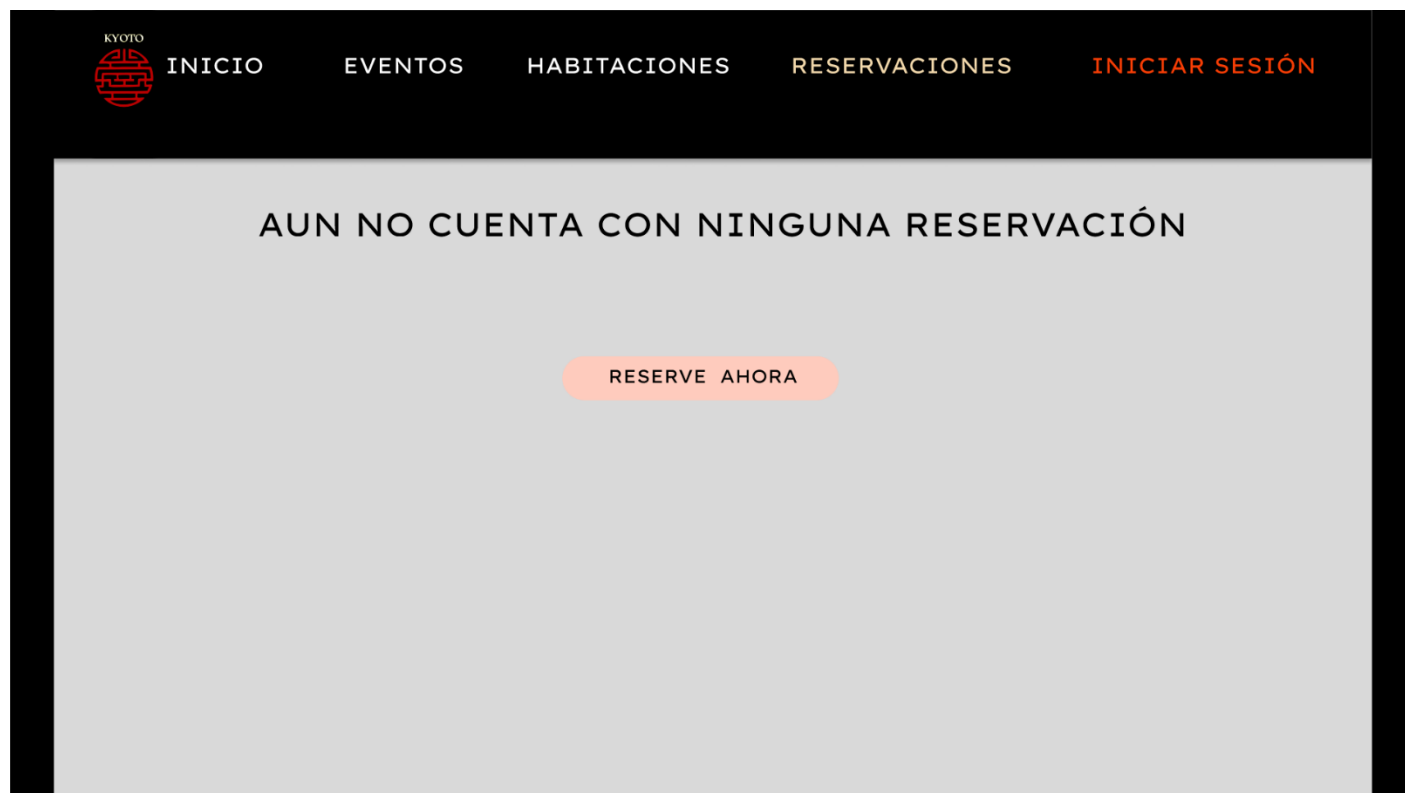 KYOTO
INICIO EVENTOS HABITACIONES RESERVACIONES INICIAR SESIÓN
AUN NO CUENTA CON NINGUNA RESERVACIÓN
RESERVE AHORA